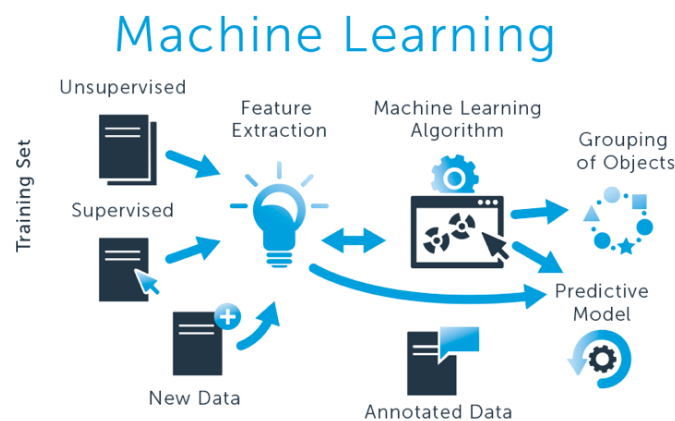 Machine Learning
Unsupervised
Feature
Extraction
Machine Learning
Algorithm
Grouping
of Objects
Training Set
Supervised
Predictive
Model
New Data
Annotated Data